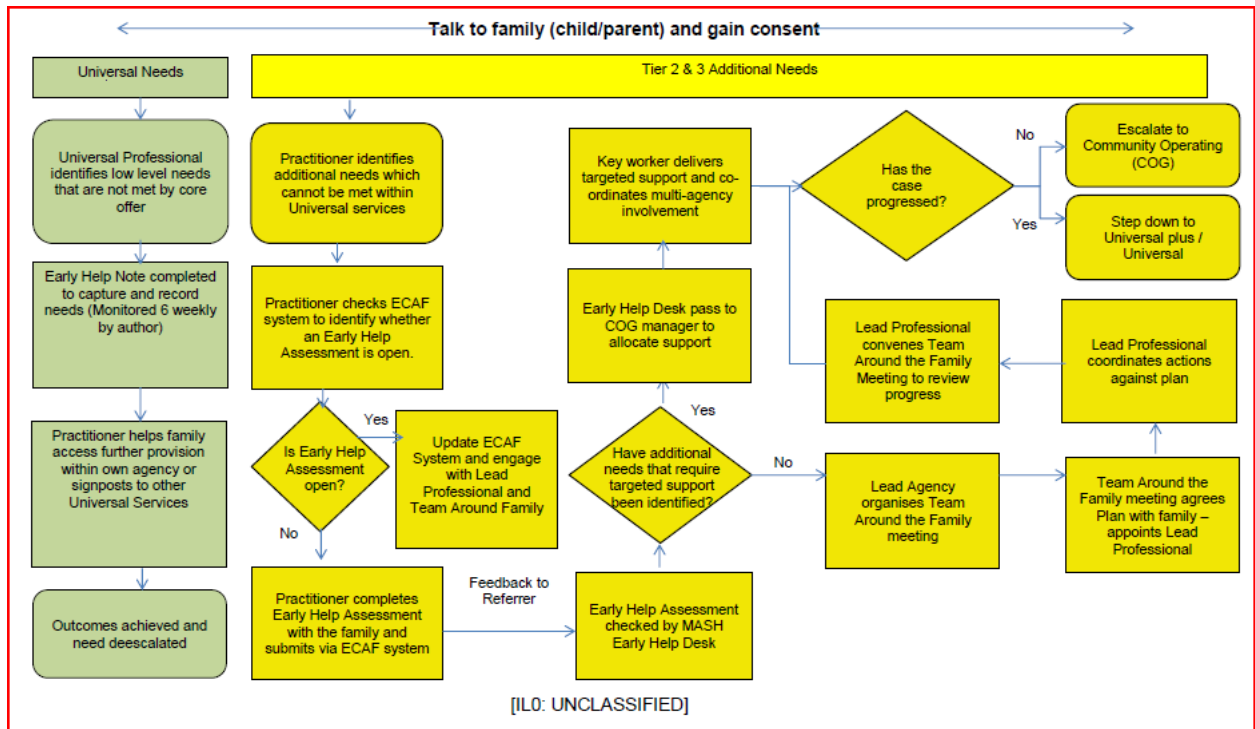 Talk to family (child/parent) and gain consent
Universal Needs
Tier 2 & 3 Additional Needs
Universal Professional
identifies low level needs
that are not met by core
offer
Early Help Note completed
to capture and record
needs (Monitored 6 weekly
by author)
Practitioner helps family
access further provision
within own agency or
signposts to other
Universal Services
Outcomes achieved and
need deescalated
Practitioner identifies
additional needs which
cannot be met within
Universal services
Practitioner checks ECAF
system to identify whether
an Early Help
Assessment is open.
Is Early Help
Assessment
open?
Yes
Update ECAF
System and engage
with Lead
Professional and
Team Around Family
No
Practitioner completes
Early Help Assessment
with the family and
submits via ECAF system
Feedback to
Referrer
Early Help Assessment
checked by MASH
Early Help Desk
Have additional
needs that require
targeted support
been identified?
Yes
Early Help Desk pass to
COG manager to
allocate support
Key worker delivers
targeted support and co-
ordinates multi-agency
involvement
No
Lead Agency
organises Team
Around the Family
meeting
Team Around the
Family meeting agrees
Plan with family –
appoints Lead
Professional
Lead Professional
coordinates actions
against plan
Lead Professional
convenes Team
Around the Family
Meeting to review
progress
Has the
case
progressed?
No
Escalate to
Community Operating
(COG)
Yes
Step down to
Universal plus /
Universal
[IL0: UNCLASSIFIED]